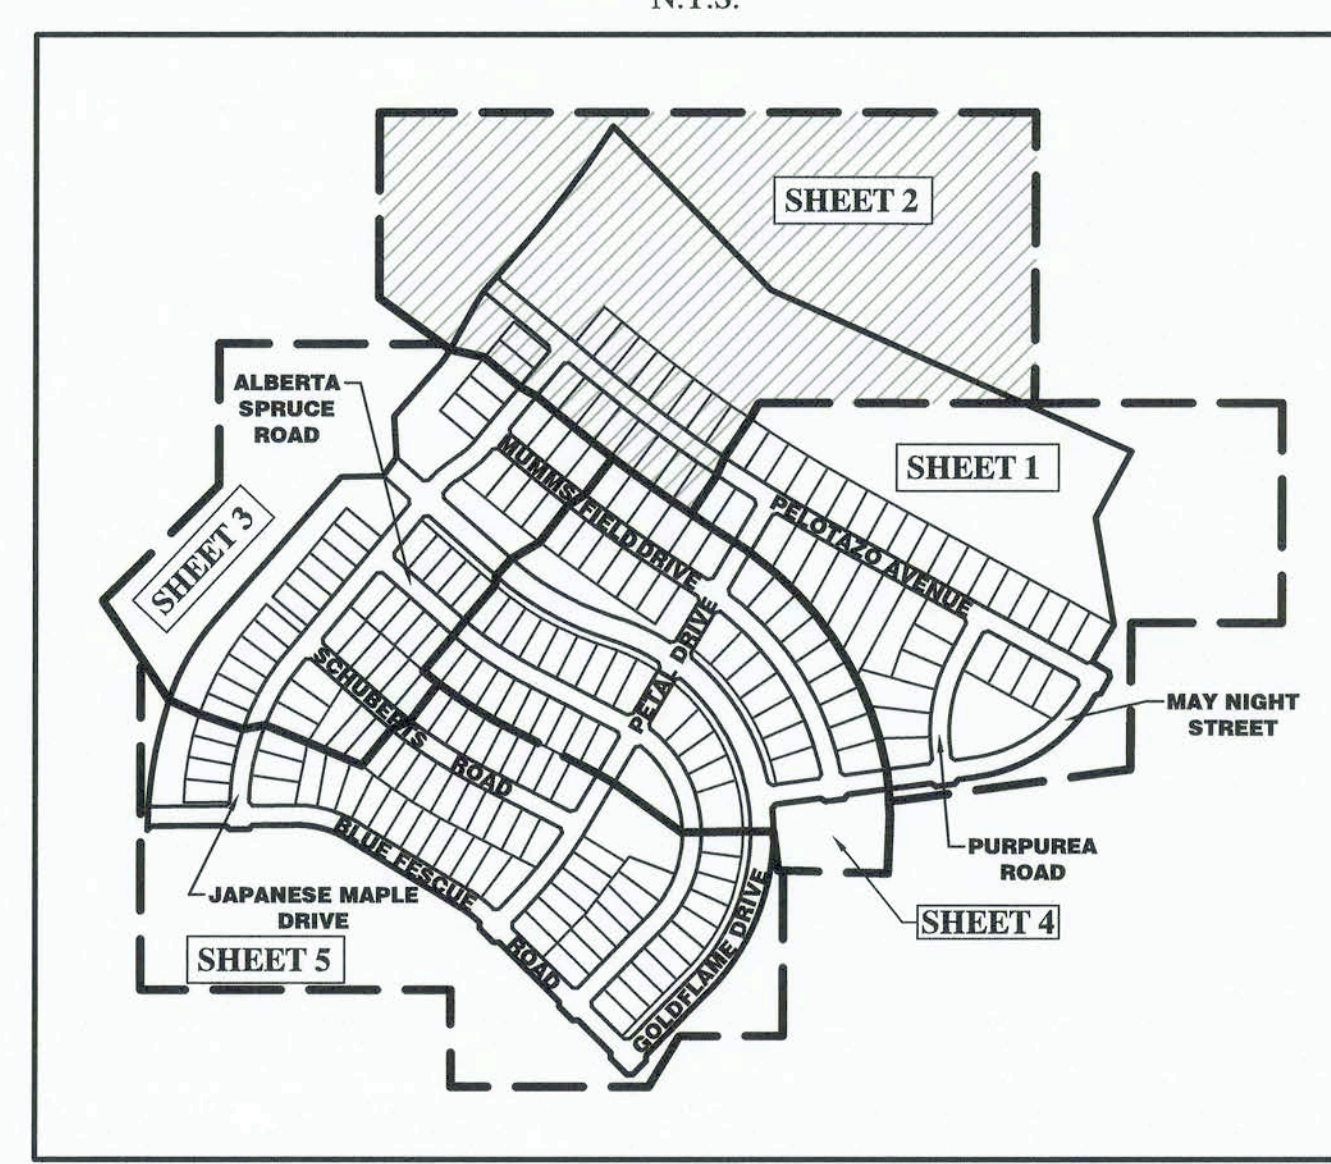 N.T.S.
SHEET 2
ALBERTA
SPRUCE
ROAD
SHEET 1
MUMMS FIELD DRIVE
PELOTAZO AVENUE
SHEET 3
PETAL DRIVE
SCHUBERTS
ROAD
MAY NIGHT
STREET
BLUE FESCUE
ROAD
PURPUREA
ROAD
JAPANESE MAPLE
DRIVE
GOLDFLAME DRIVE
SHEET 4
SHEET 5